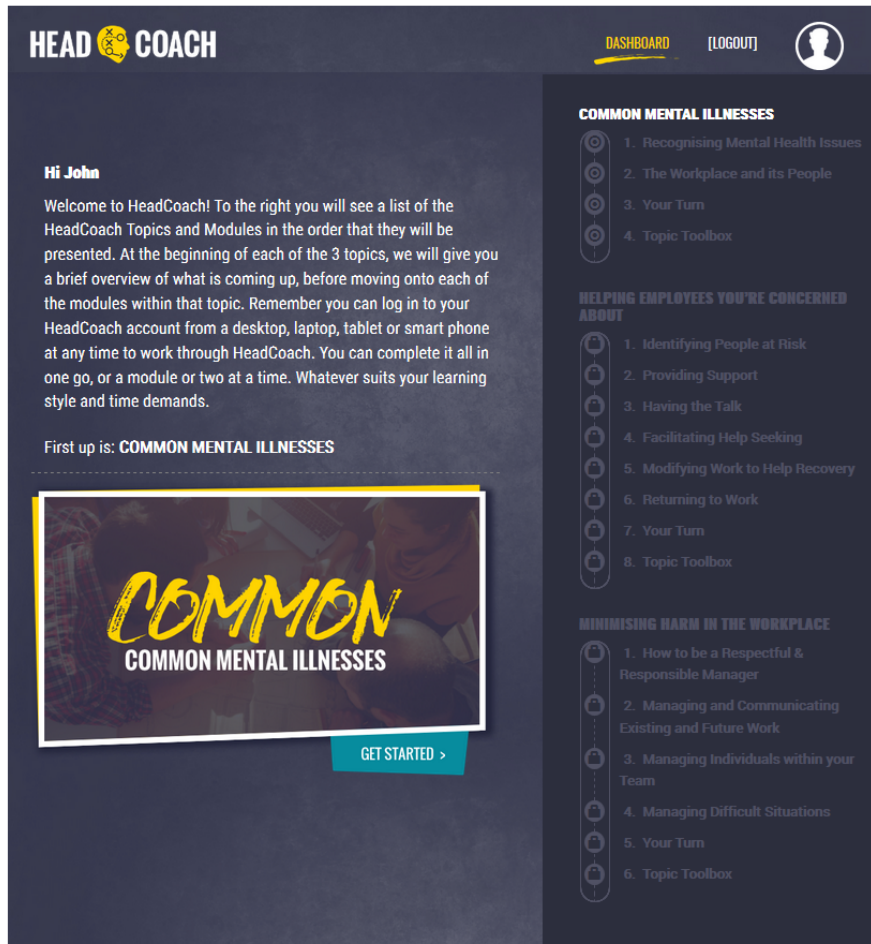 HEAD COACH
DASHBOARD
[LOGOUT]
Hi John
Welcome to HeadCoach! To the right you will see a list of the
HeadCoach Topics and Modules in the order that they will be
presented. At the beginning of each of the 3 topics, we will give you
a brief overview of what is coming up, before moving onto each of
the modules within that topic. Remember you can log in to your
HeadCoach account from a desktop, laptop, tablet or smart phone
at any time to work through HeadCoach. You can complete it all in
one go, or a module or two at a time. Whatever suits your learning
style and time demands.
First up is: COMMON MENTAL ILLNESSES
COMMON
COMMON MENTAL ILLNESSES
GET STARTED >
COMMON MENTAL ILLNESSES
1. Recognising Mental Health Issues
2. The Workplace and its People
3. Your Turn
4. Topic Toolbox
HELPING EMPLOYEES YOU'RE CONCERNED
ABOUT
1. Identifying People at Risk
2. Providing Support
3. Having the Talk
4. Facilitating Help Seeking
5. Modifying Work to Help Recovery
6. Returning to Work
7. Your Turn
8. Topic Toolbox
MINIMISING HARM IN THE WORKPLACE
1. How to be a Respectful &
Responsible Manager
2. Managing and Communicating
Existing and Future Work
3. Managing Individuals within your
Team
4. Managing Difficult Situations
5. Your Turn
6. Topic Toolbox